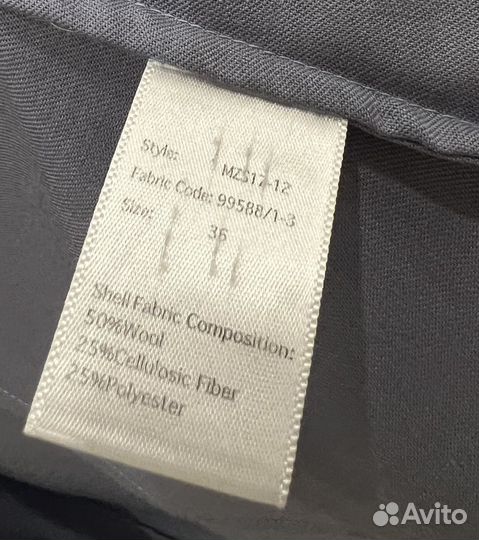 Style: MZS17-12
Fabric Code: 99588/1-3
Size: 36
Shell Fabric Composition:
50%Wool
25%Cellulosic Fiber
25%Polyester
Avito